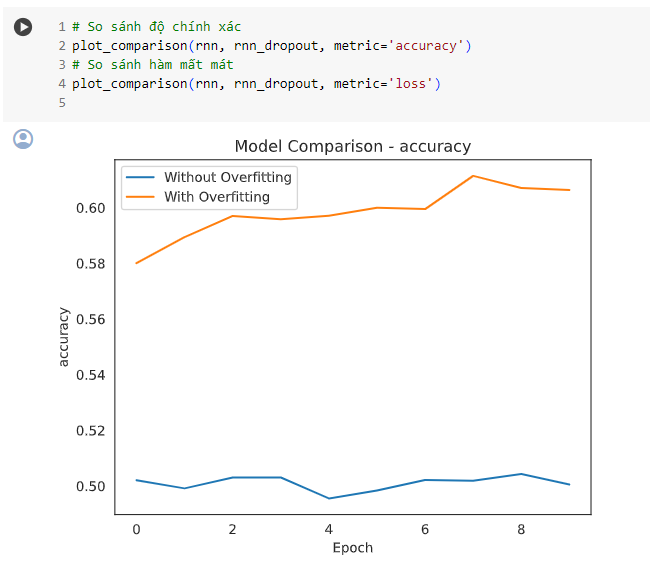 1 # So sánh độ chính xác
2 plot_comparison(rnn, rnn_dropout, metric='accuracy')
3 # So sánh hàm mất mát
4 plot_comparison(rnn, rnn_dropout, metric='loss')
5
Model Comparison - accuracy
Without Overfitting
With Overfitting
0.60
0.58
0.56
0.54
0.52
0.50
accuracy
0 2 4 6 8
Epoch